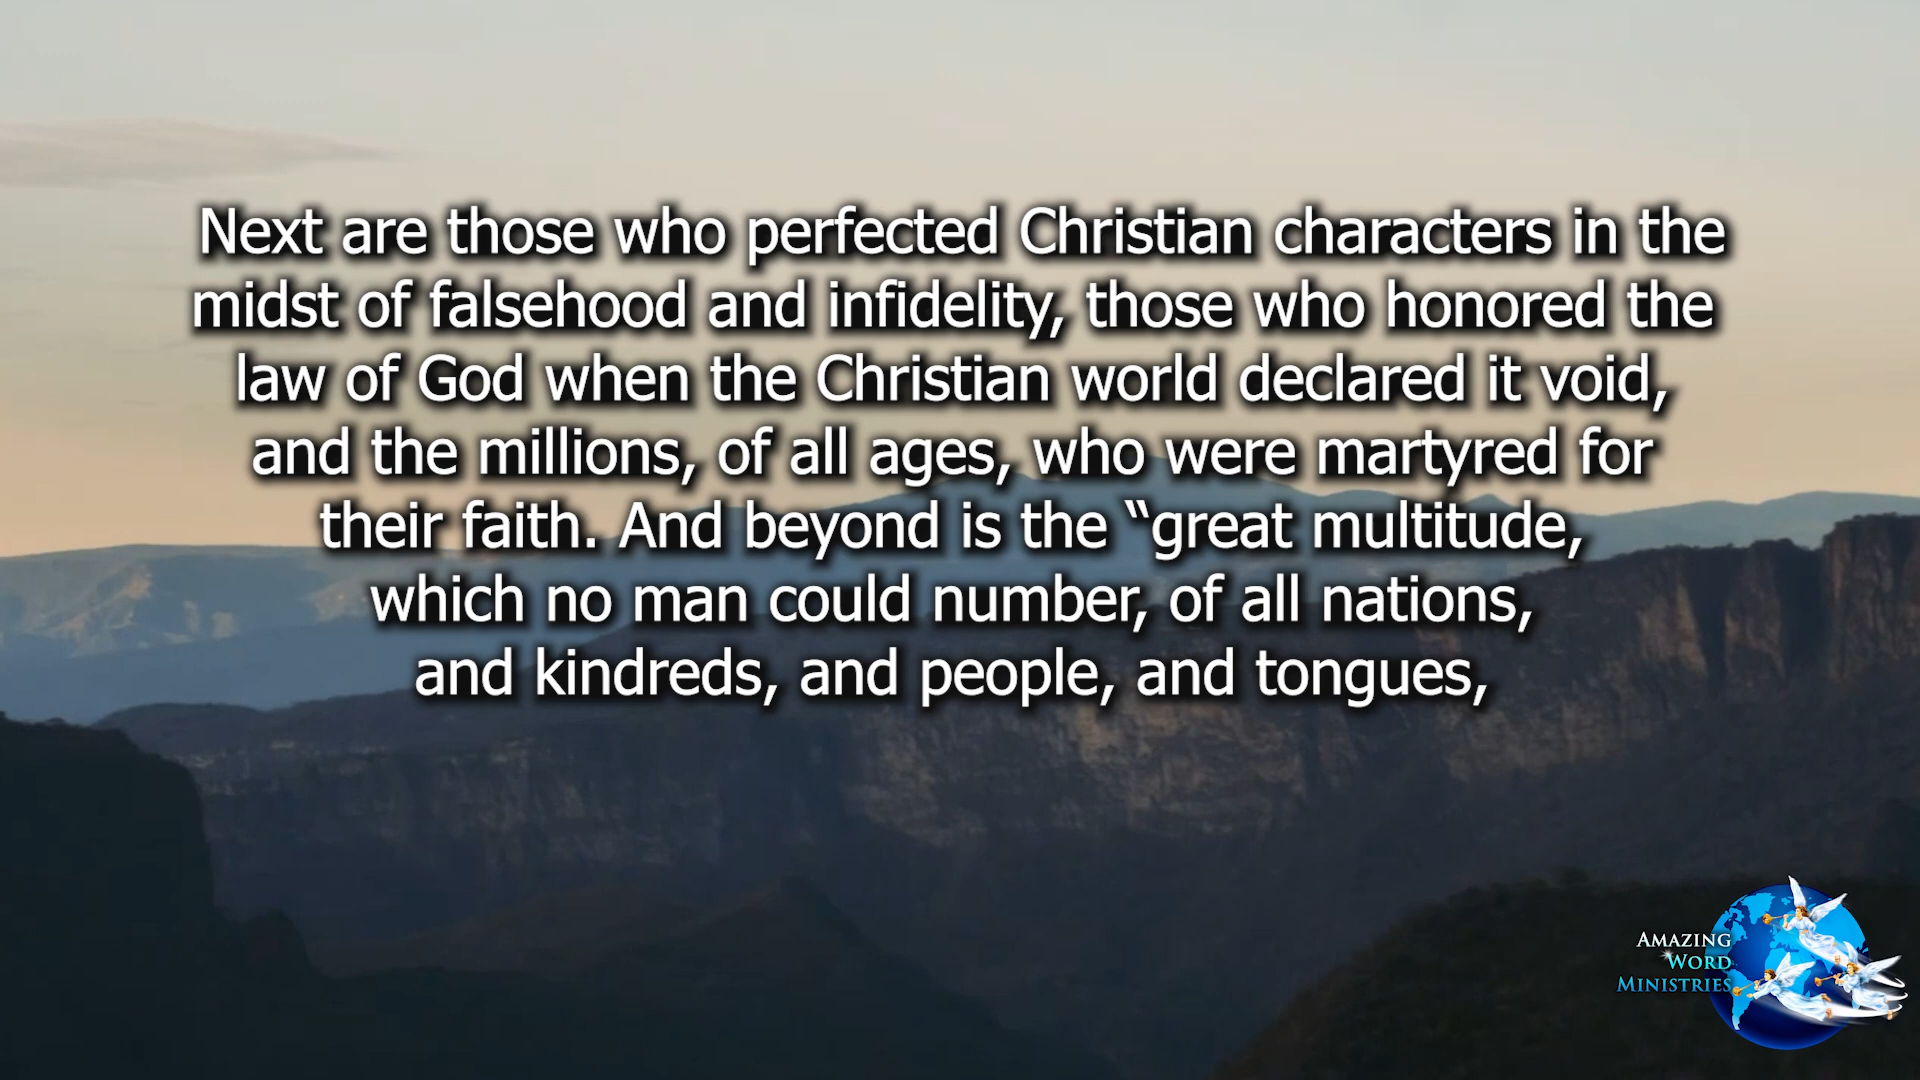 Next are those who perfected Christian characters in the
midst of falsehood and infidelity, those who honored the
law of God when the Christian world declared it void,
and the millions, of all ages, who were martyred for
their faith. And beyond is the “great multitude,
which no man could number, of all nations,
and kindreds, and people, and tongues,
AMAZING
WORD
MINISTRIES